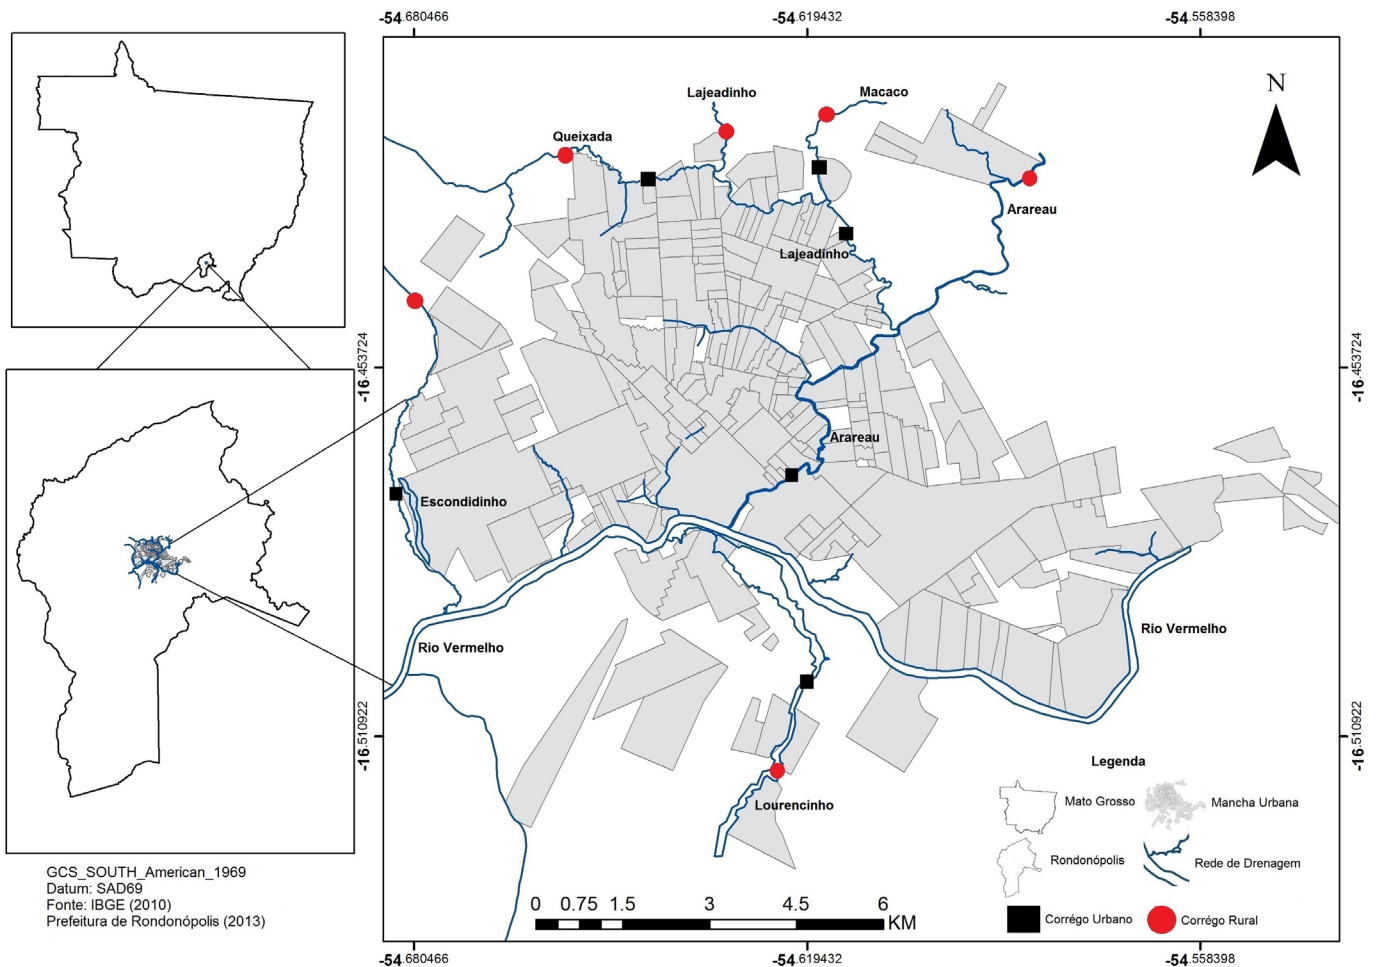 -54.680466
-54.619432
-54.558398
N
Lajeadinho
Macaco
Queixada
Arareau
Lajeadinho
-16.453724
-16.453724
Arareau
Escondidinho
Rio Vermelho
Rio Vermelho
-16.510922
-16.510922
Lourencinho
Legenda
Mato Grosso
Mancha Urbana
Rondonópolis
Rede de Drenagem
Corrégo Urbano
Corrégo Rural
GCS_SOUTH_American_1969
Datum: SAD69
Fonte: IBGE (2010)
Prefeitura de Rondonópolis (2013)
0 0.75 1.5 3 4.5 6
KM
-54.680466
-54.619432
-54.558398